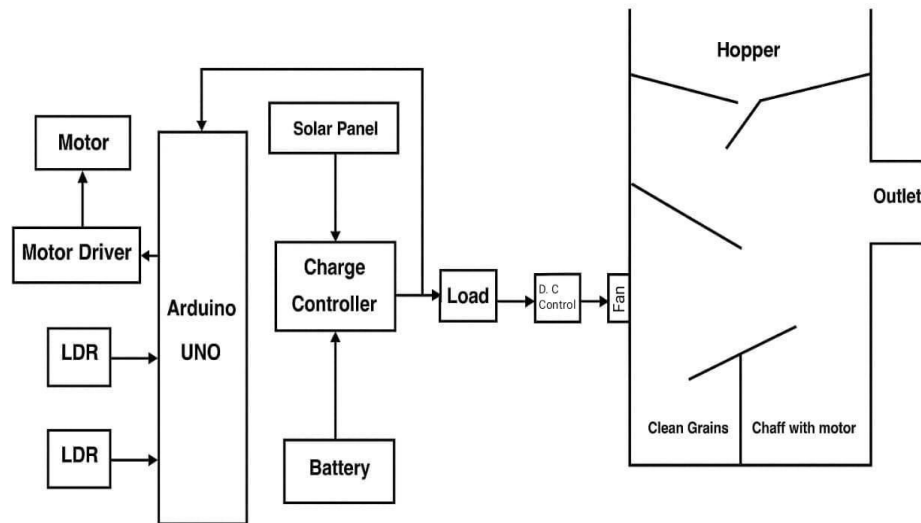 Hopper
Solar Panel
Motor
Outlet
Motor Driver
Charge
Controller
Load
D. C
Control
Fan
Arduino
UNO
LDR
LDR
Clean Grains
Chaff with motor
Battery